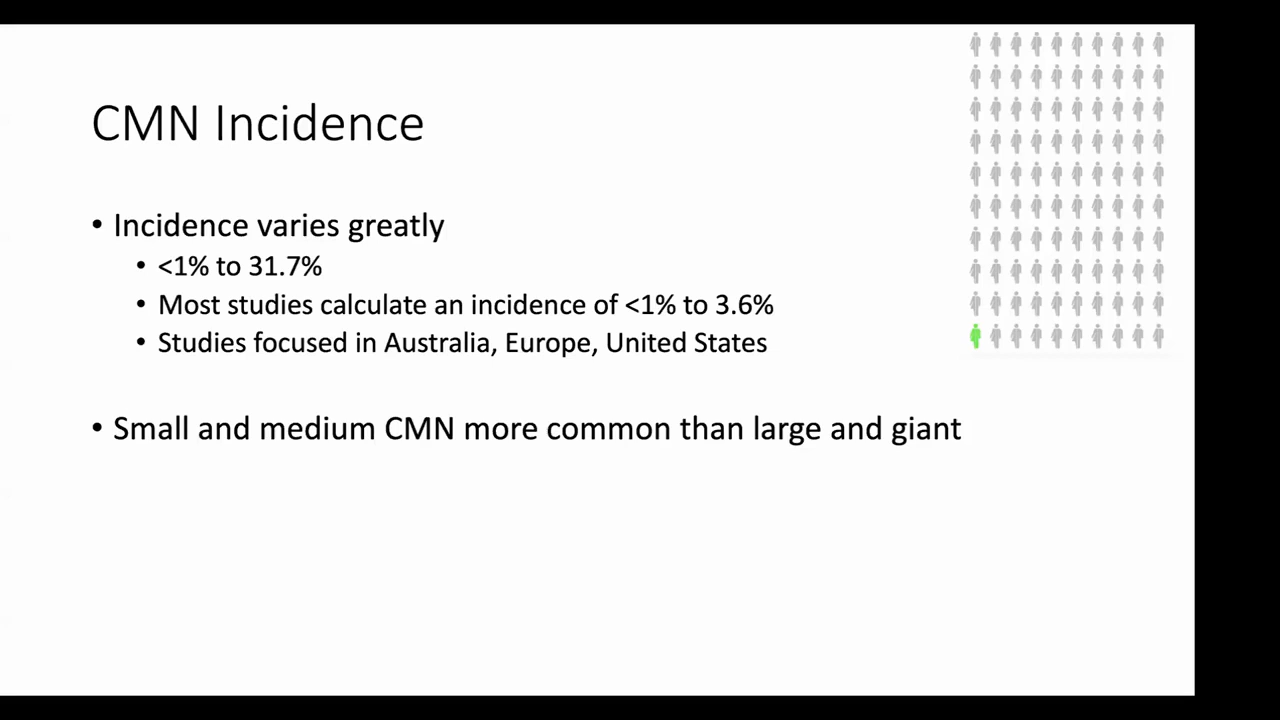 CMN Incidence
• Incidence varies greatly
• <1% to 31.7%
• Most studies calculate an incidence of <1% to 3.6%
• Studies focused in Australia, Europe, United States
• Small and medium CMN more common than large and giant